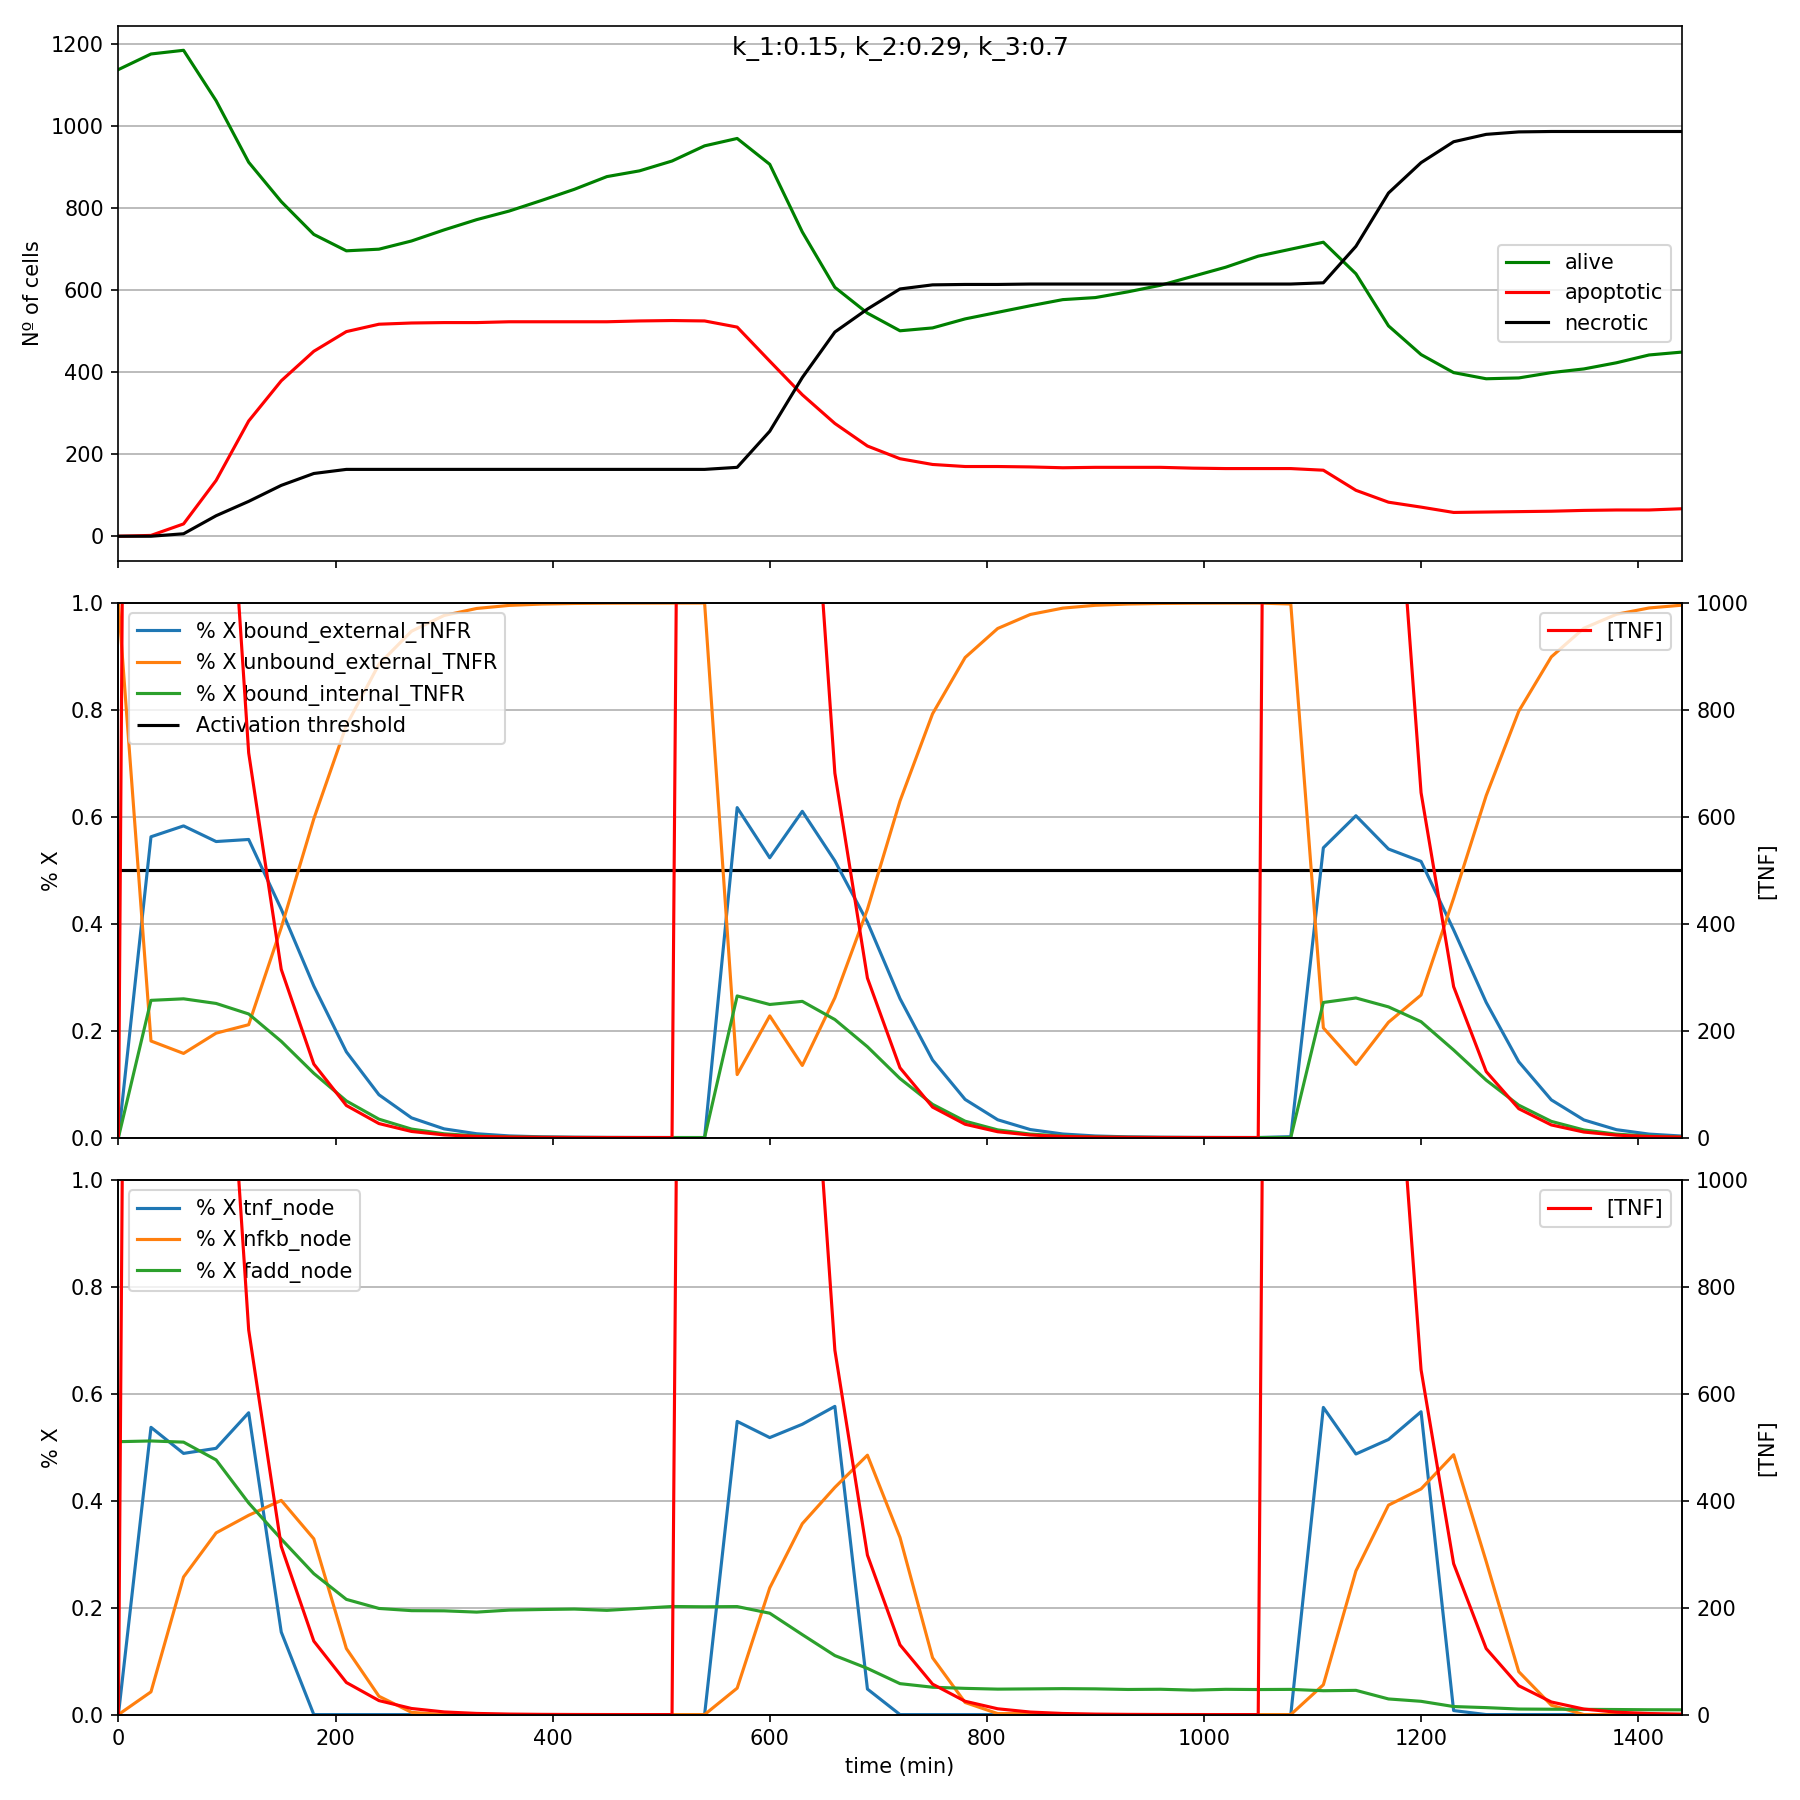 k_1:0.15, k_2:0.29, k_3:0.7
1200
1000
800
600
400
200
0
Nº of cells
alive
apoptotic
necrotic
1.0
0.8
0.6
0.4
0.2
0.0
% X
% X bound_external_TNFR
% X unbound_external_TNFR
% X bound_internal_TNFR
Activation threshold
[TNF]
1000
800
600
400
200
0
[TNF]
1.0
0.8
0.6
0.4
0.2
0.0
% X
% X tnf_node
% X nfkb_node
% X fadd_node
[TNF]
1000
800
600
400
200
0
[TNF]
0 200 400 600 800 1000 1200 1400
time (min)